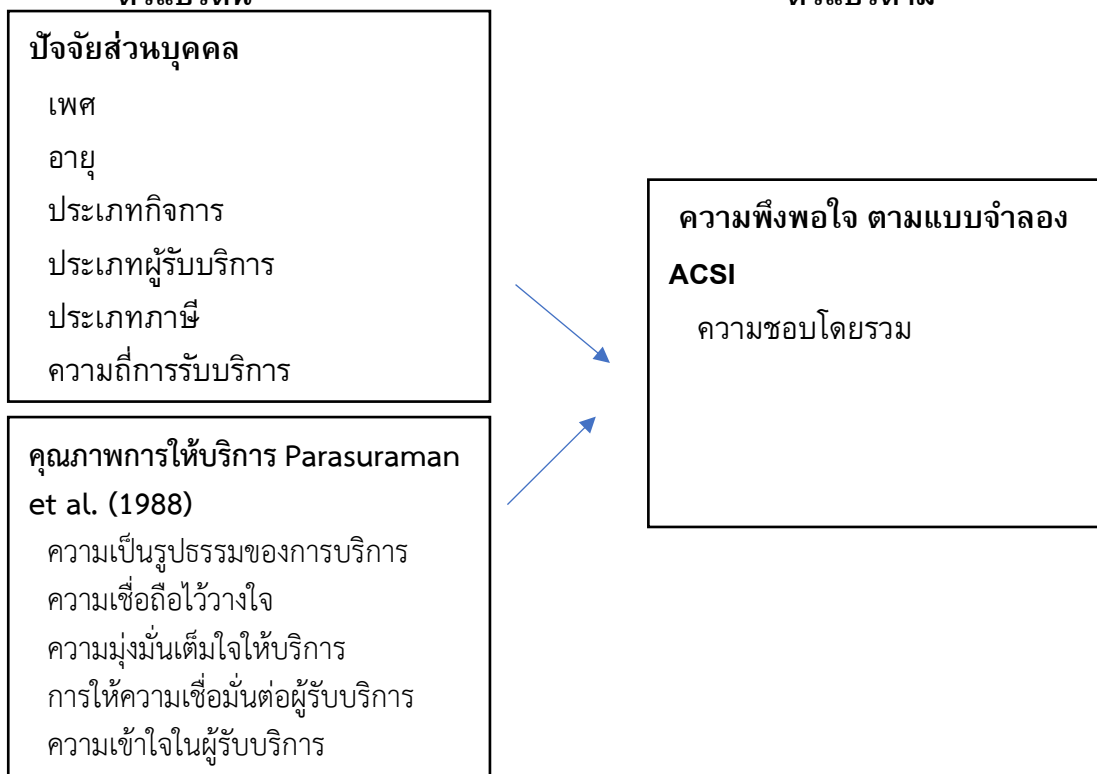 ปัจจัยส่วนบุคคล
เพศ
อายุ
ประเภทกิจการ
ประเภทผู้รับบริการ
ประเภทภาษี
ความถี่การรับบริการ
ความพึงพอใจ ตามแบบจำลอง
ACSI
ความชอบโดยรวม
คุณภาพการให้บริการ Parasuraman
et al. (1988)
ความเป็นรูปธรรมของการบริการ
ความเชื่อถือไว้วางใจ
ความมุ่งมั่นเต็มใจให้บริการ
การให้ความเชื่อมั่นต่อผู้รับบริการ
ความเข้าใจในผู้รับบริการ